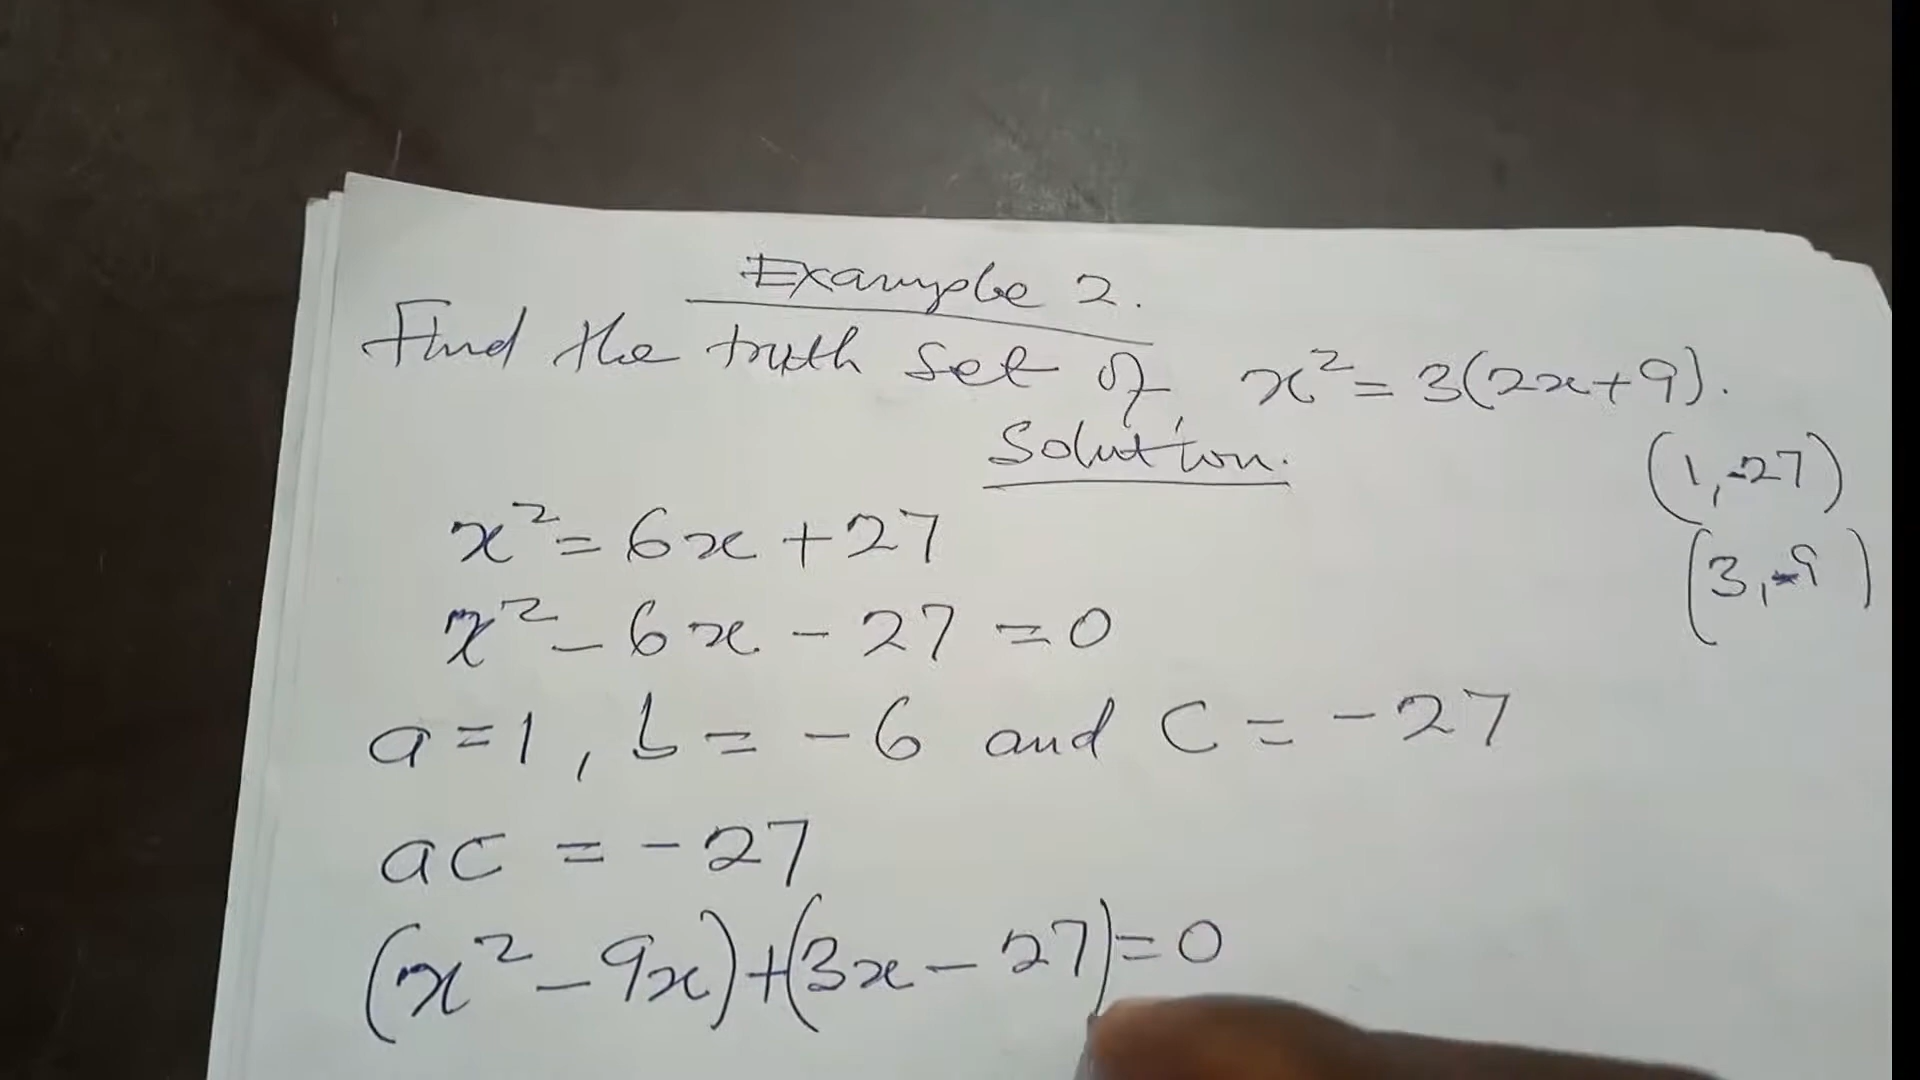 Example 2.
Find the truth set of x² = 3(2x+9).
Solution.
(1, -27)
(3, -9)
x² = 6x + 27
x² - 6x - 27 = 0
a = 1, b = -6 and c = -27
ac = -27
(x² - 9x) + (3x - 27) = 0